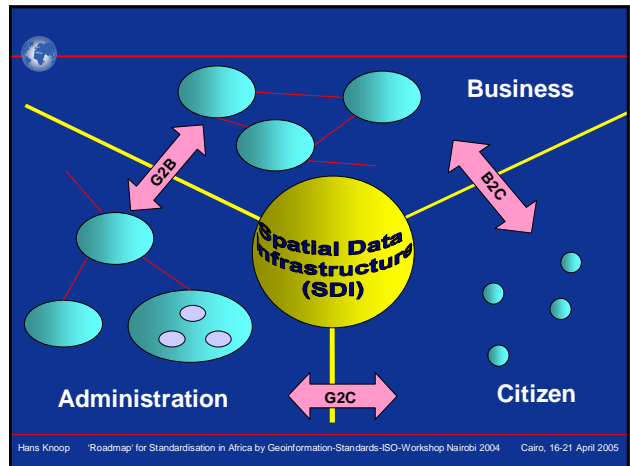 Business
G2B
B2C
Spatial Data
Infrastructure
(SDI)
Administration
G2C
Citizen
Hans Knoop 'Roadmap' for Standardisation in Africa by Geoinformation-Standards-ISO-Workshop Nairobi 2004 Cairo, 16-21 April 2005